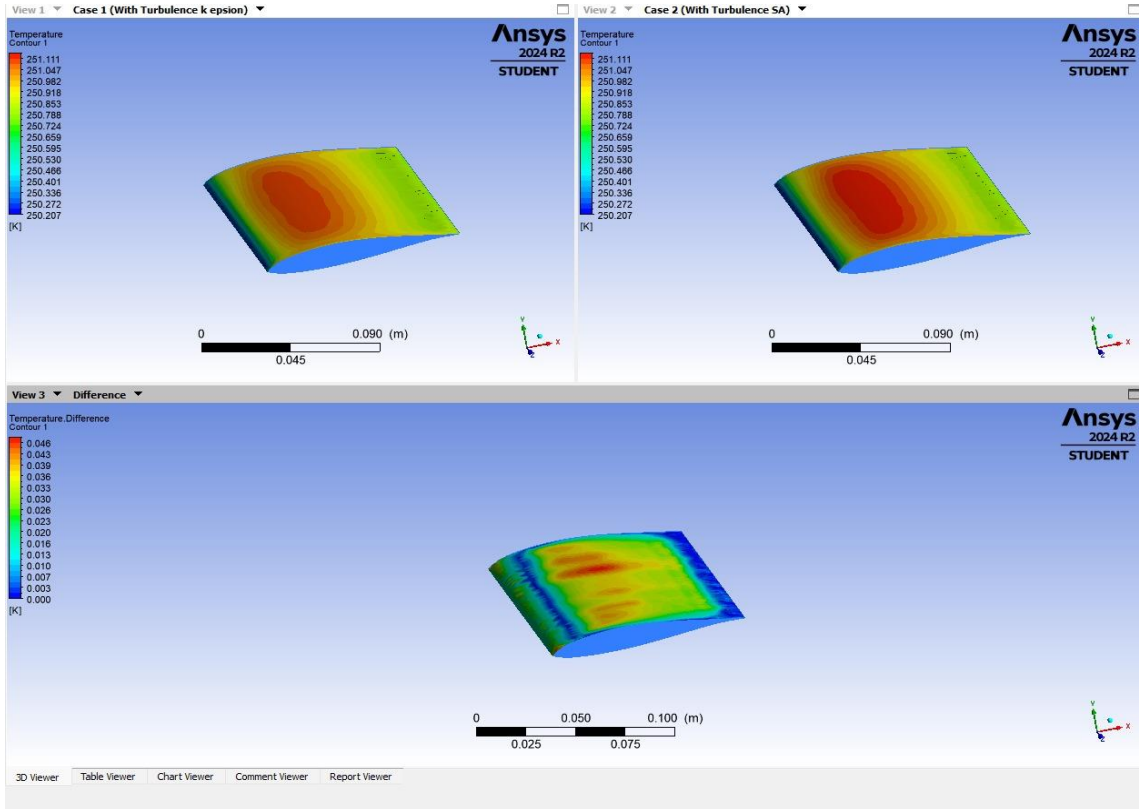 View 1 Case 1 (With Turbulence k epsion)
Temperature
Contour 1
251.111
251.047
250.982
250.918
250.853
250.788
250.724
250.659
250.595
250.530
250.466
250.401
250.336
250.272
250.207
[K]
Ansys
2024 R2
STUDENT
0 0.090 (m)
0.045
Y
X
Z
View 2 Case 2 (With Turbulence SA)
Temperature
Contour 1
251.111
251.047
250.982
250.918
250.853
250.788
250.724
250.659
250.595
250.530
250.466
250.401
250.336
250.272
250.207
[K]
Ansys
2024 R2
STUDENT
0 0.090 (m)
0.045
Y
X
Z
View 3 Difference
Temperature.Difference
Contour 1
0.046
0.043
0.039
0.036
0.033
0.030
0.026
0.023
0.020
0.016
0.013
0.010
0.007
0.003
0.000
[K]
Ansys
2024 R2
STUDENT
0 0.050 0.100 (m)
0.025 0.075
Y
X
Z
3D Viewer Table Viewer Chart Viewer Comment Viewer Report Viewer